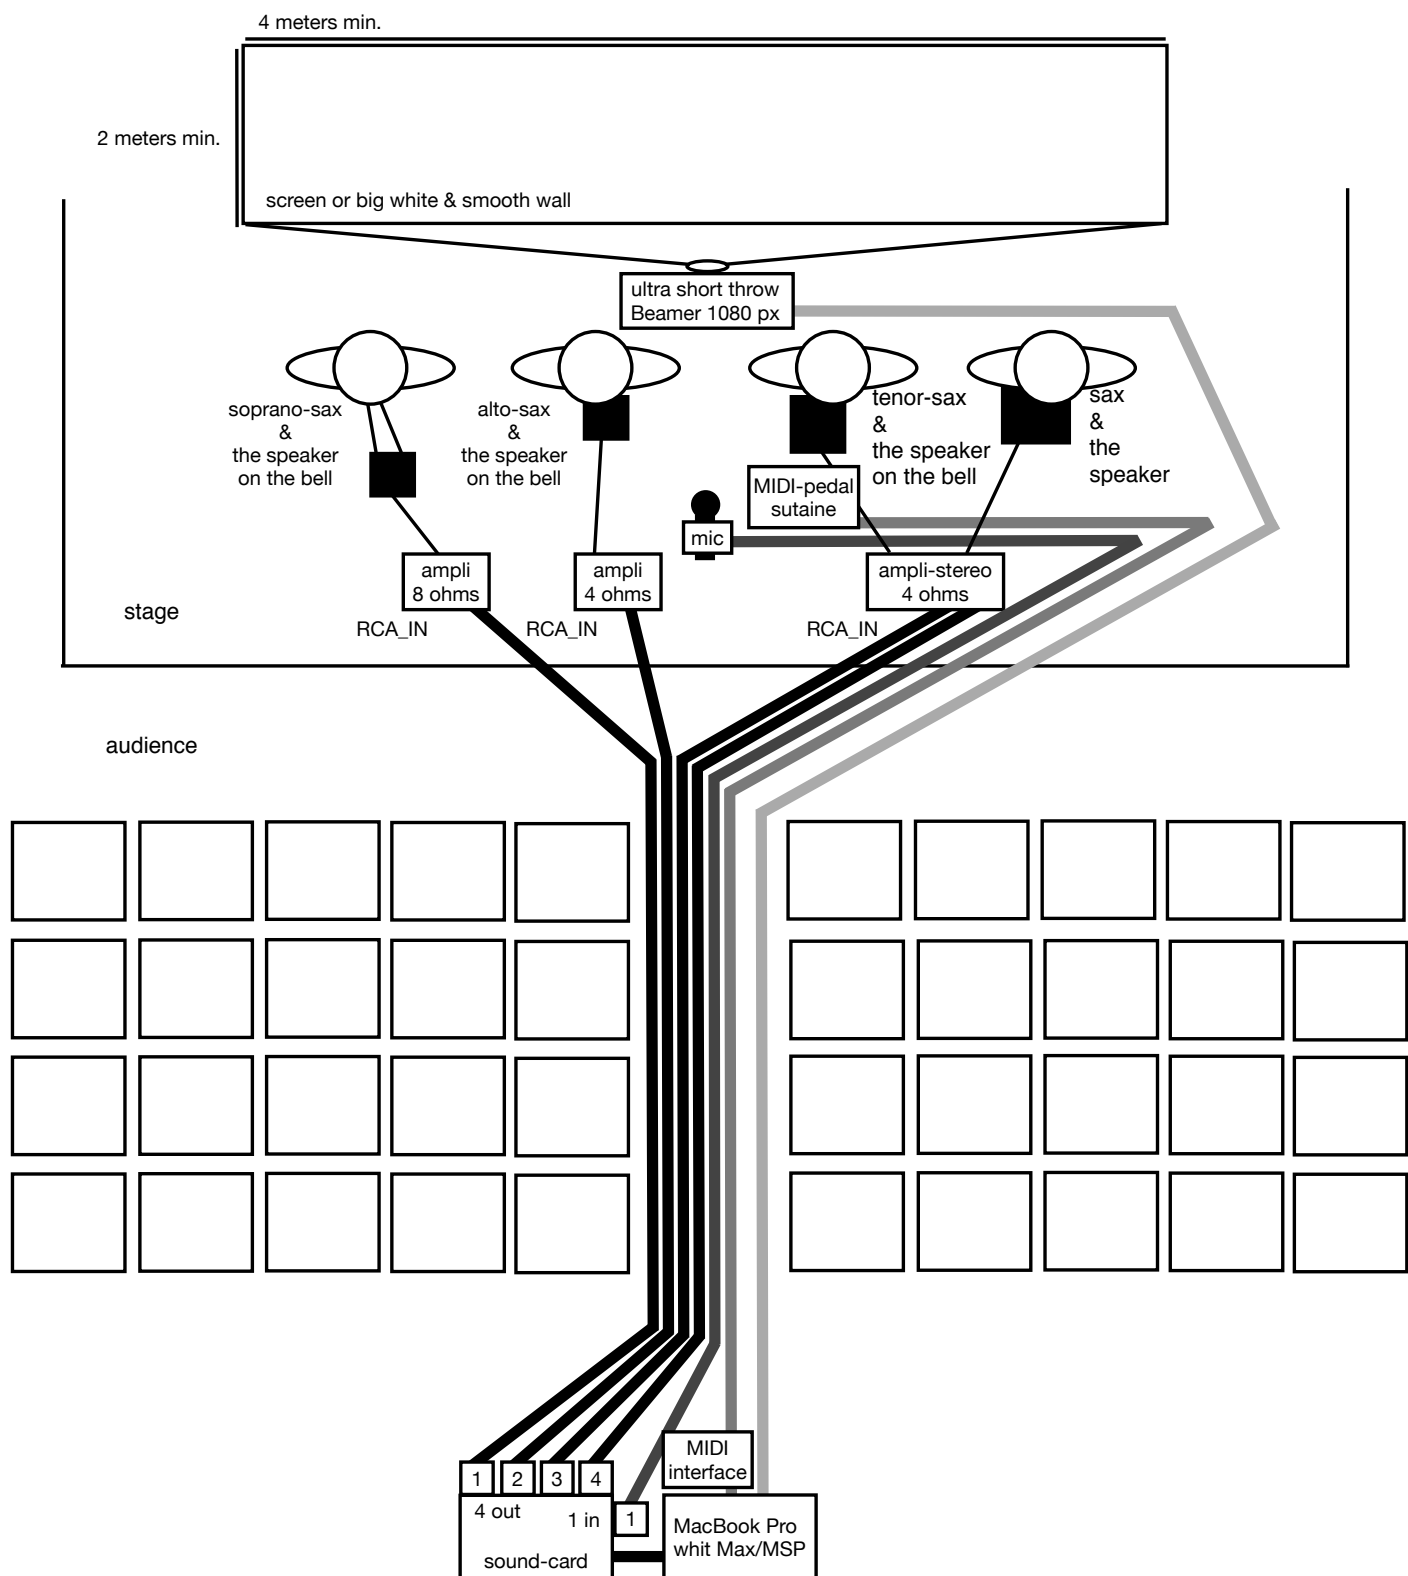 4 meters min.
2 meters min.
screen or big white & smooth wall
ultra short throw
Beamer 1080 px
soprano-sax
&
the speaker
on the bell
alto-sax
&
the speaker
on the bell
tenor-sax
&
the speaker
on the bell
sax
&
the
speaker
MIDI-pedal
sutaine
mic
ampli
8 ohms
ampli
4 ohms
ampli-stereo
4 ohms
stage
RCA_IN
RCA_IN
RCA_IN
audience
MIDI
interface
1
2
3
4
4 out
1 in
1
sound-card
MacBook Pro
whit Max/MSP